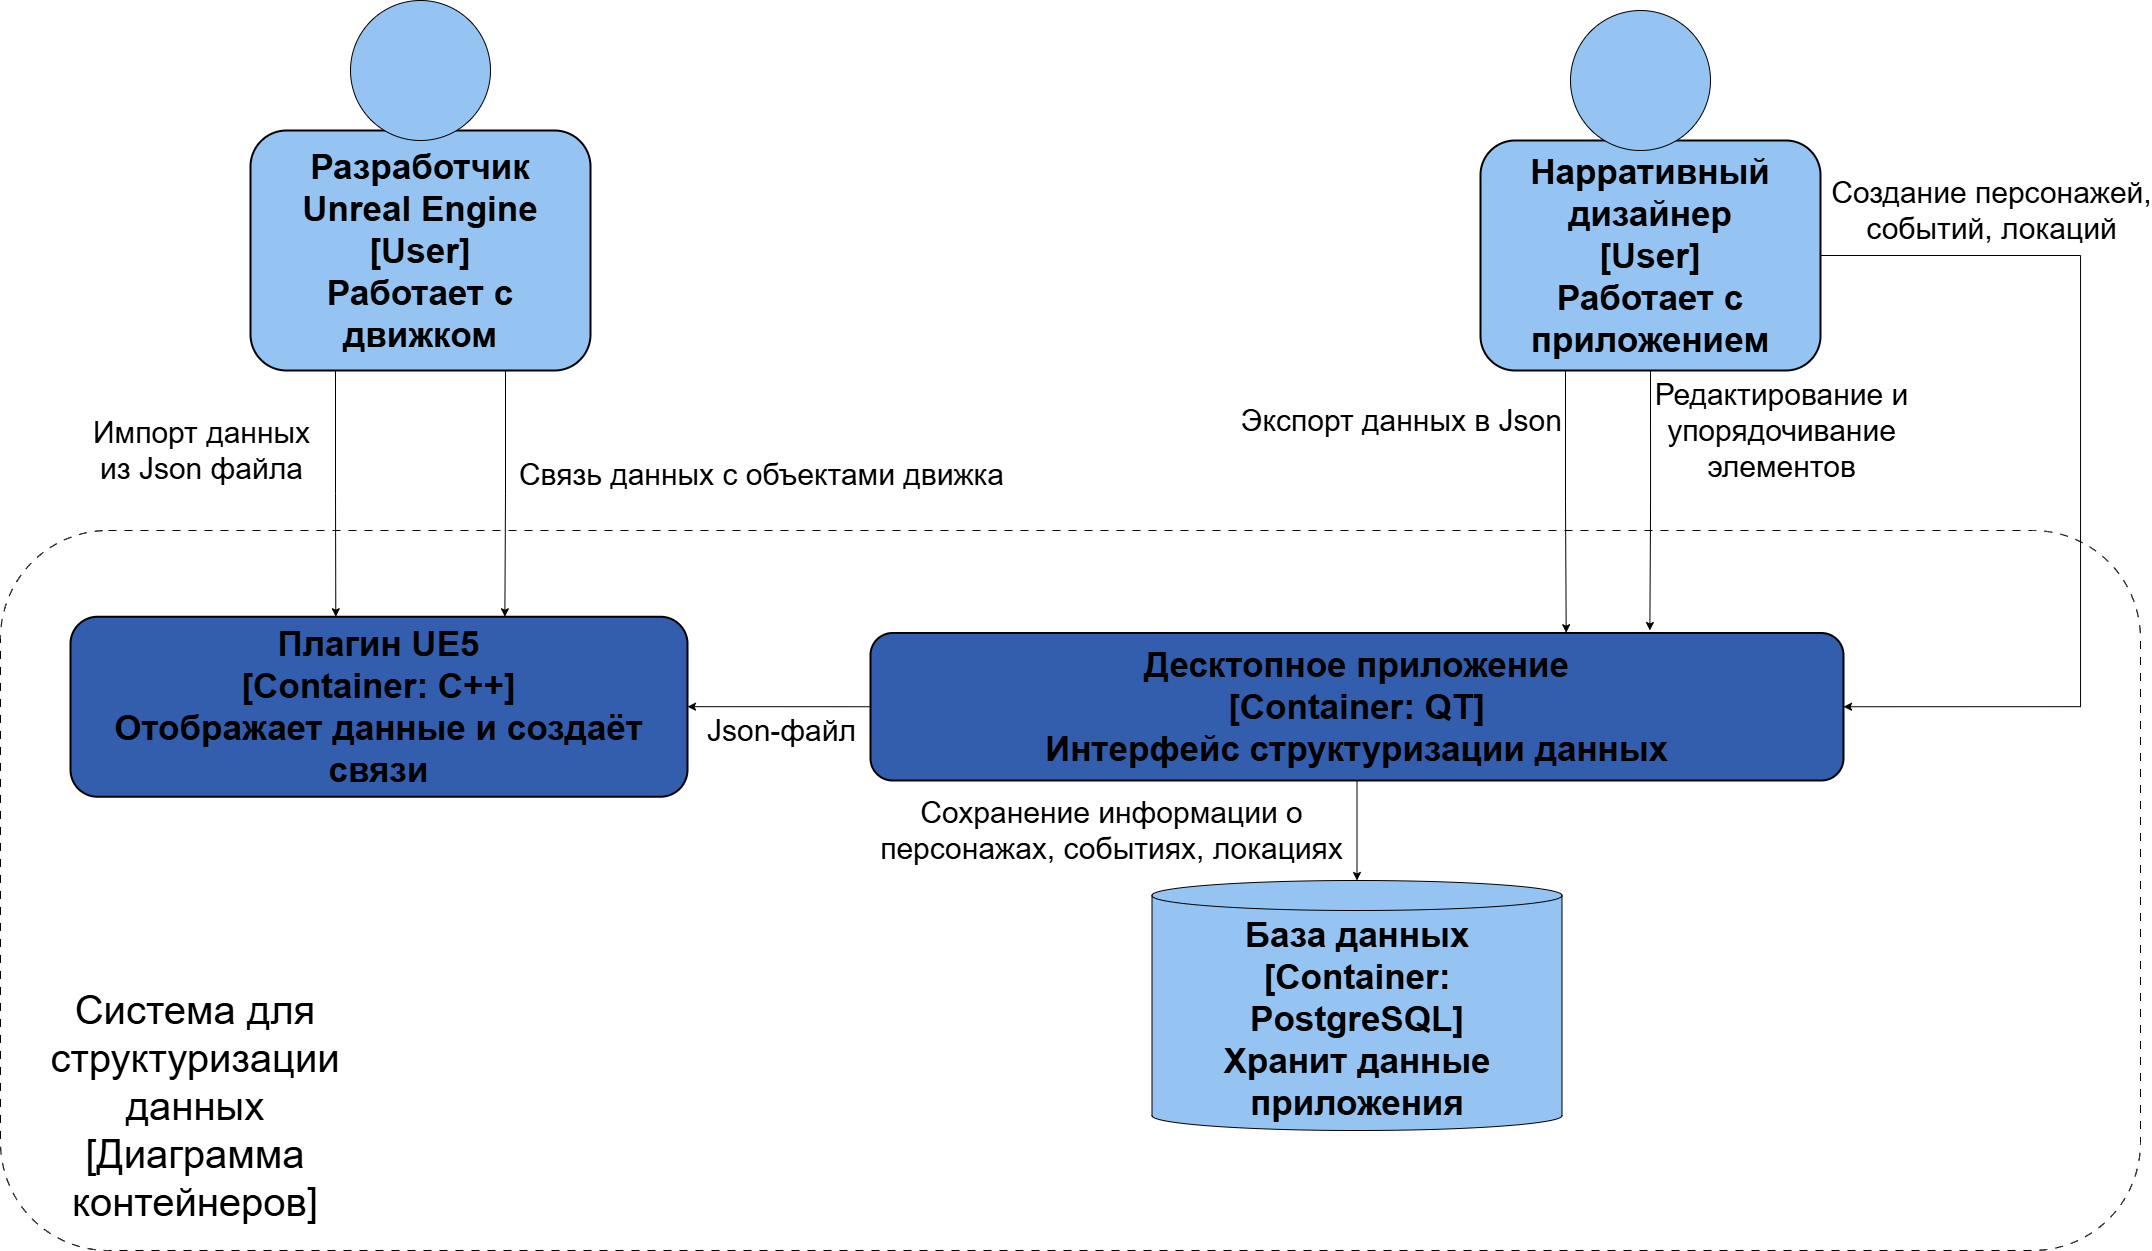 Разработчик
Unreal Engine
[User]
Работает с
движком
Нарративный
дизайнер
[User]
Работает с
приложением
Создание персонажей,
событий, локаций
Импорт данных
из Json файла
Связь данных с объектами движка
Экспорт данных в Json
Редактирование и
упорядочивание
элементов
Плагин UE5
[Container: C++]
Отображает данные и создаёт
связи
Json-файл
Десктопное приложение
[Container: QT]
Интерфейс структуризации данных
Сохранение информации о
персонажах, событиях, локациях
База данных
[Container:
PostgreSQL]
Хранит данные
приложения
Система для
структуризации
данных
[Диаграмма
контейнеров]